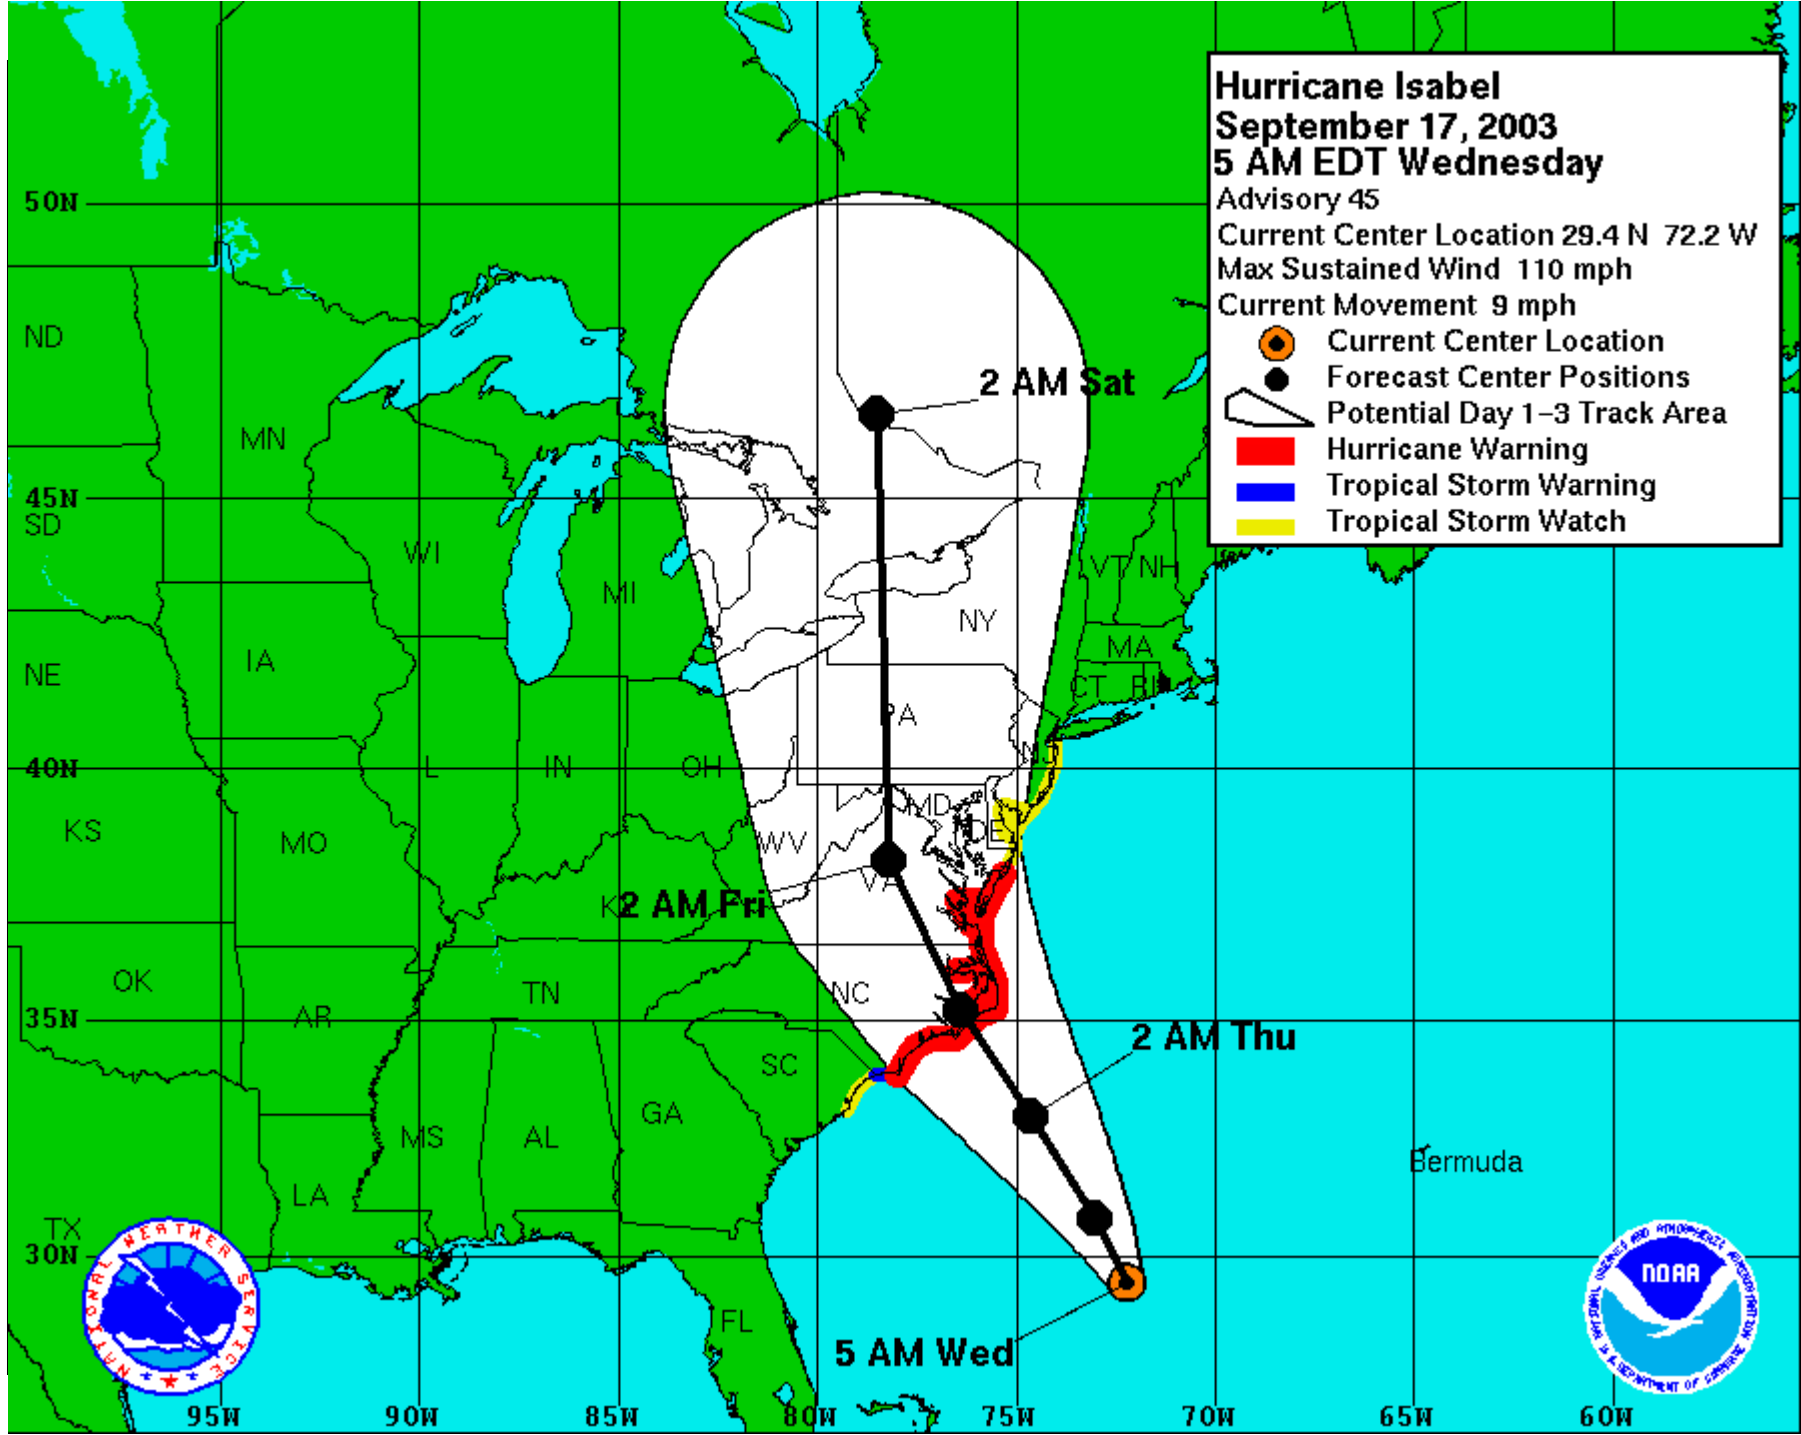 Hurricane Isabel
September 17, 2003
5 AM EDT Wednesday
Advisory 45
Current Center Location 29.4 N 72.2 W
Max Sustained Wind 110 mph
Current Movement 9 mph
Current Center Location
Forecast Center Positions
Potential Day 1-3 Track Area
Hurricane Warning
Tropical Storm Warning
Tropical Storm Watch
50N
ND
2 AM Sat
MN
45N
SD
WI
MI
VT NH
NY
MA
IA
NE
CT RI
PA
NJ
40N
IL
IN
OH
MD
DE
KS
MO
WV
VA
KY
2 AM Fri
OK
TN
NC
AR
35N
2 AM Thu
SC
GA
MS
AL
Bermuda
LA
TX
30N
NATIONAL WEATHER SERVICE
NOAA
FL
5 AM Wed
95W
90W
85W
80W
75W
70W
65W
60W